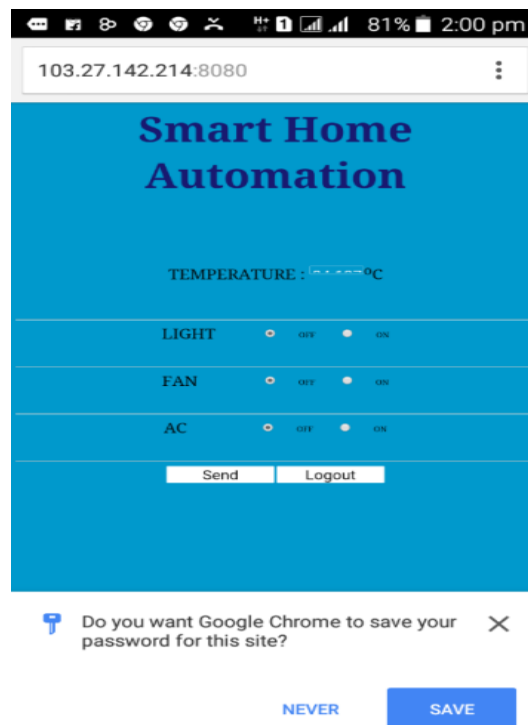 H+ 1 81% 2:00 pm
103.27.142.214:8080
Smart Home
Automation
TEMPERATURE : ⁰C
LIGHT OFF ON
FAN OFF ON
AC OFF ON
Send Logout
Do you want Google Chrome to save your
password for this site?
NEVER SAVE